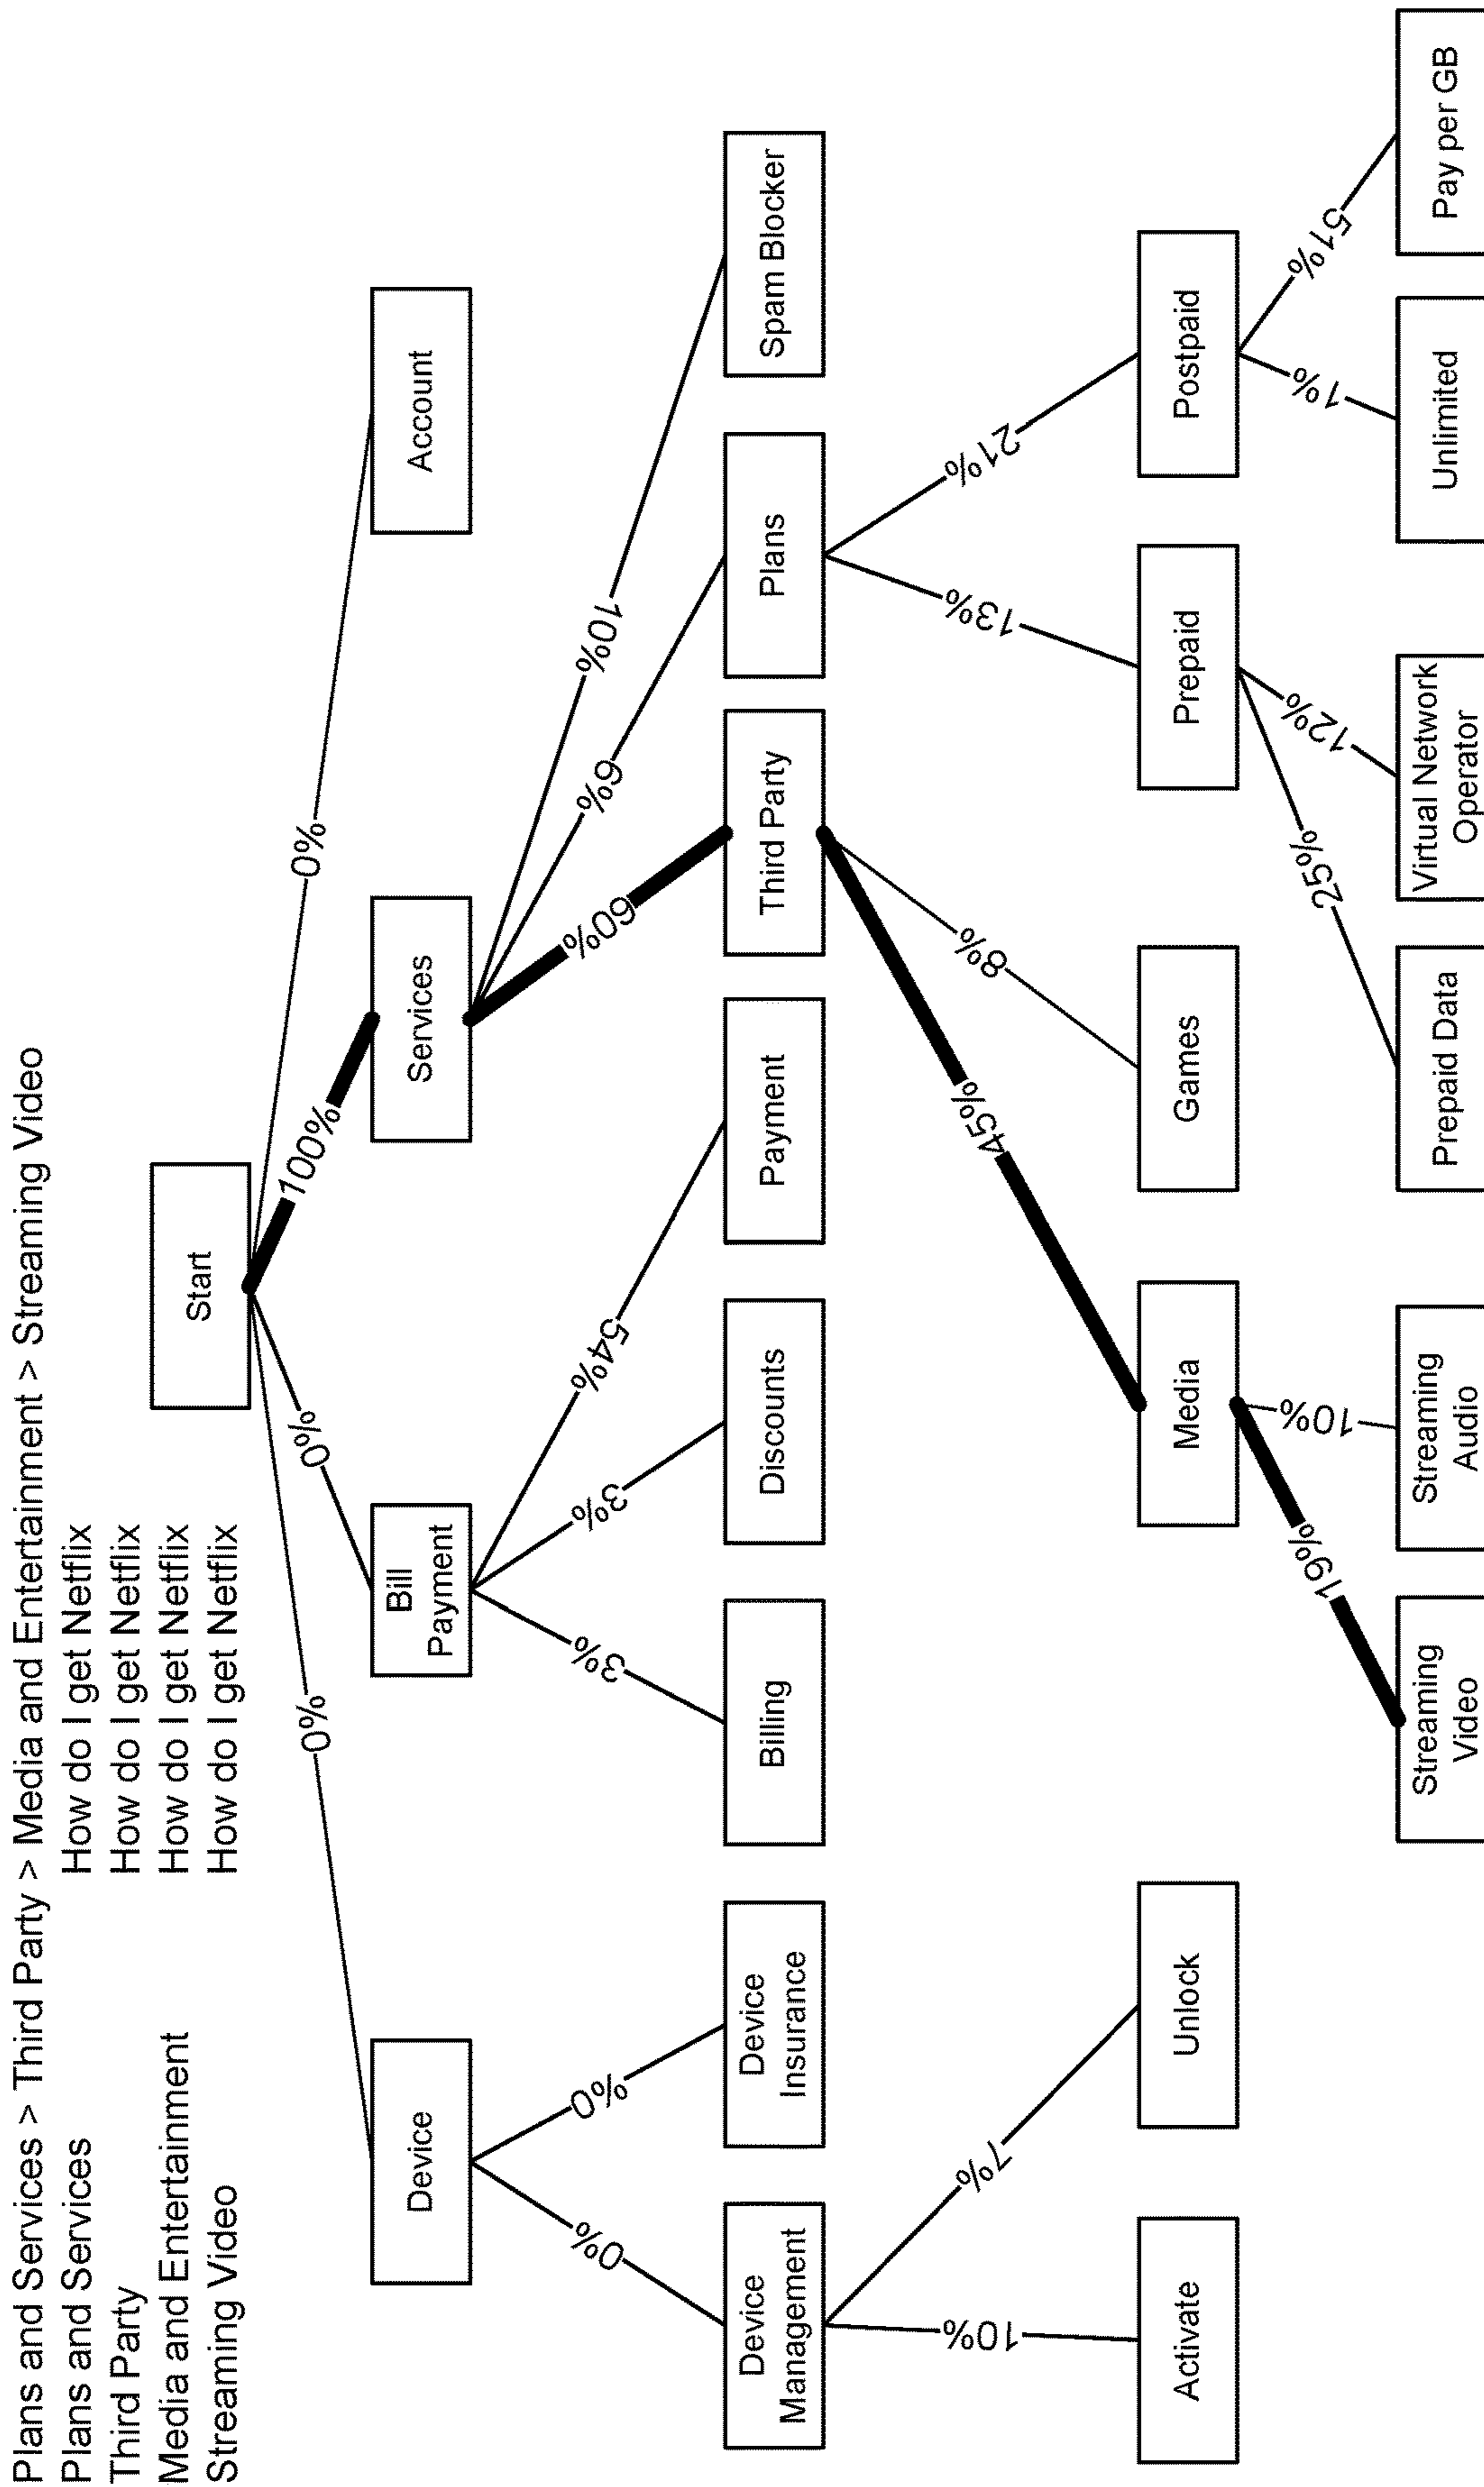 Plans and Services > Third Party > Media and Entertainment > Streaming Video
Plans and Services How do I get Netflix
Third Party How do I get Netflix
Media and Entertainment How do I get Netflix
Streaming Video How do I get Netflix
Start
0%
0%
100%
0%
Device
Bill
Payment
Services
Account
0%
0%
3%
3%
54%
60%
6%
10%
Device
Management
Device
Insurance
Billing
Discounts
Payment
Third Party
Plans
Spam Blocker
10%
7%
45%
8%
13%
21%
Activate
Unlock
Media
Games
Prepaid
Postpaid
19%
10%
25%
12%
1%
51%
Streaming
Video
Streaming
Audio
Prepaid Data
Virtual Network
Operator
Unlimited
Pay per GB